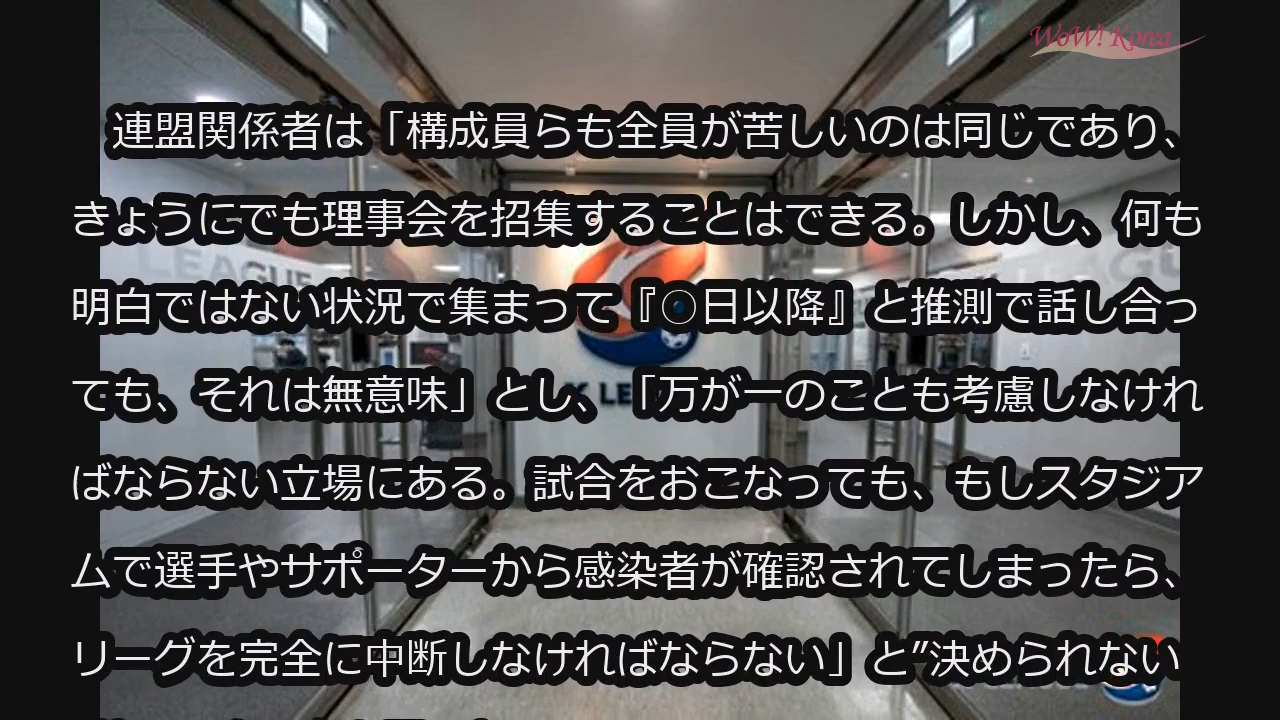 WoW! Korea
連盟関係者は「構成員らも全員が苦しいのは同じであり、
きょうにでも理事会を招集することはできる。しかし、何も
明白ではない状況で集まって『○日以降』と推測で話し合っ
ても、それは無意味」とし、「万が一のことも考慮しなけれ
ばならない立場にある。試合をおこなっても、もしスタジア
ムで選手やサポーターから感染者が確認されてしまったら、
リーグを完全に中断しなければならない」と”決められない
LEAGUE
K LE